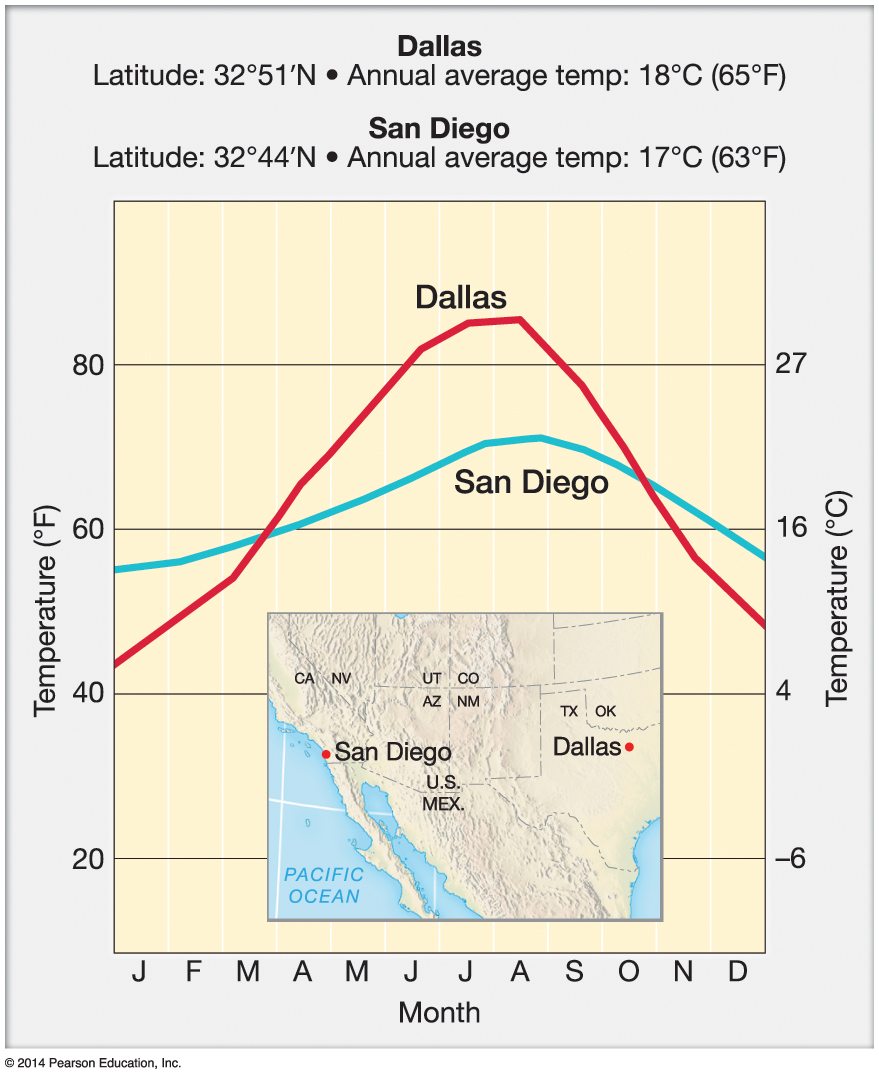 Dallas
Latitude: 32°51′N • Annual average temp: 18°C (65°F)
San Diego
Latitude: 32°44′N • Annual average temp: 17°C (63°F)
Dallas
80
27
San Diego
60
16
Temperature (°F)
Temperature (°C)
CA NV UT CO
AZ NM
TX OK
40
4
San Diego
Dallas
U.S.
MEX.
20
–6
PACIFIC
OCEAN
J F M A M J J A S O N D
Month
© 2014 Pearson Education, Inc.